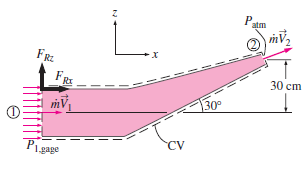 z
x
P_atm
② ṁV⃗₂
F_Rz
F_Rx
① ṁV⃗₁
30°
30 cm
P_1,gage
CV